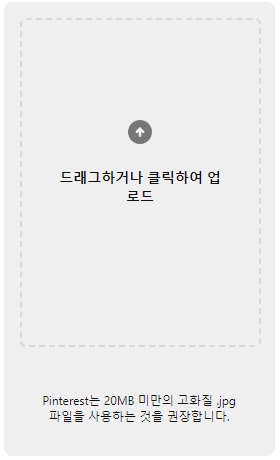 드래그하거나 클릭하여 업
로드
Pinterest는 20MB 미만의 고화질 .jpg
파일을 사용하는 것을 권장합니다.